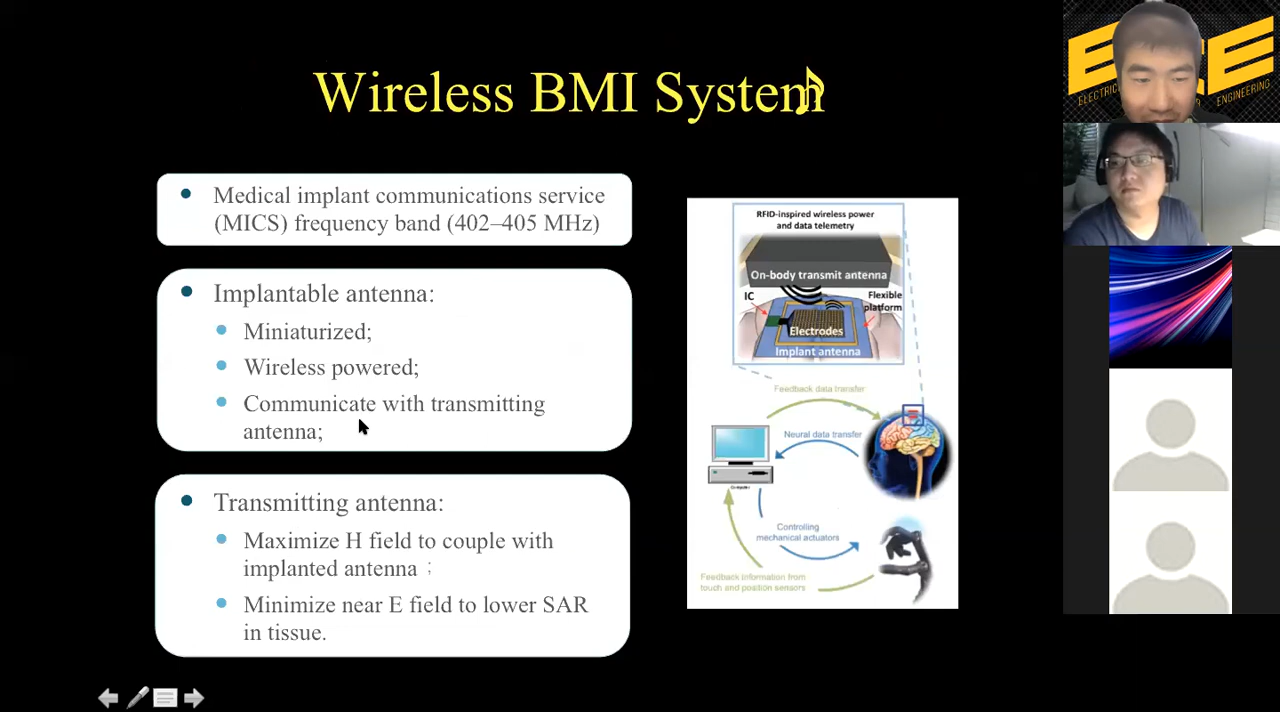 Wireless BMI System
Medical implant communications service
(MICS) frequency band (402–405 MHz)
Implantable antenna:
Miniaturized;
Wireless powered;
Communicate with transmitting
antenna;
Transmitting antenna:
Maximize H field to couple with
implanted antenna ;
Minimize near E field to lower SAR
in tissue.
RFID-inspired wireless power
and data telemetry
On-body transmit antenna
IC
Flexible
platform
Electrodes
Implant antenna
Feedback data transfer
Neural data transfer
Computer
Controlling
mechanical actuators
Feedback information from
touch and position sensors
ENGINEERING